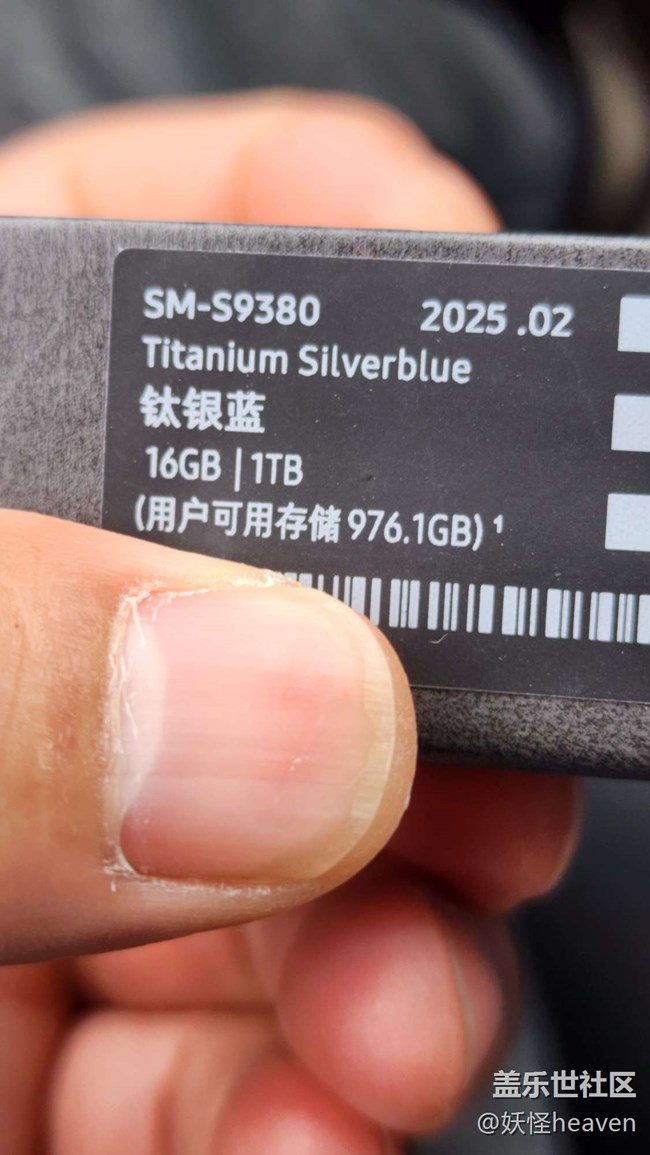 SM-S9380 2025.02
Titanium Silverblue
钛银蓝
16GB | 1TB
(用户可用存储 976.1GB) ¹
盖乐世社区
@妖怪heaven